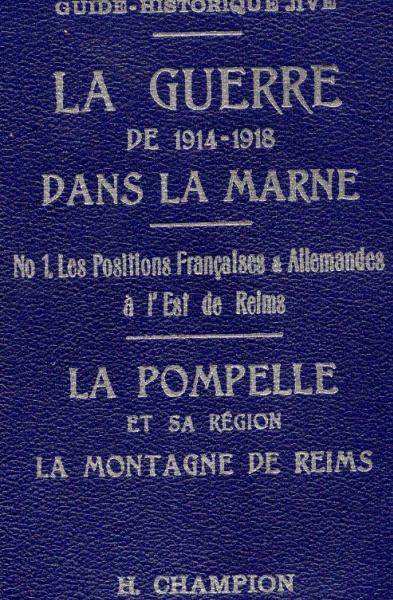 GUIDE-HISTORIQUE JIVÉ
LA GUERRE
DE 1914-1918
DANS LA MARNE
No 1. Les Positions Françaises & Allemandes
à l'Est de Reims
LA POMPELLE
ET SA RÉGION
LA MONTAGNE DE REIMS
H. CHAMPION